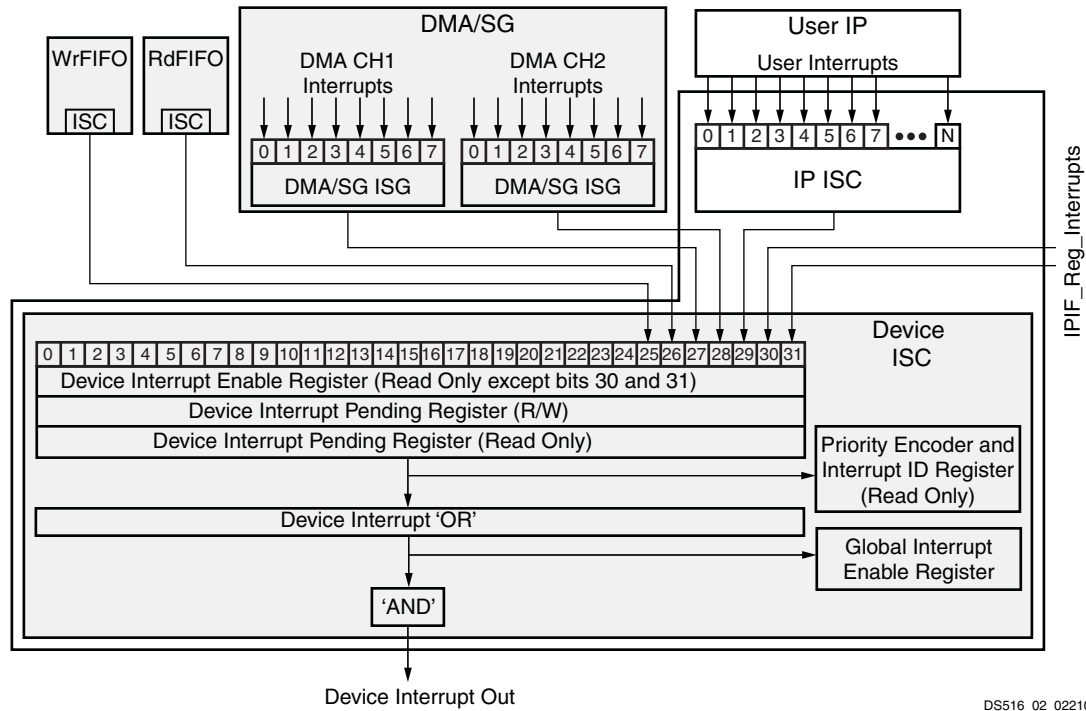 DMA/SG
User IP
WrFIFO
RdFIFO
DMA CH1
Interrupts
DMA CH2
Interrupts
User Interrupts
ISC
ISC
0 1 2 3 4 5 6 7
0 1 2 3 4 5 6 7
0 1 2 3 4 5 6 7 ••• N
DMA/SG ISG
DMA/SG ISG
IP ISC
IPIF_Reg_Interrupts
Device
ISC
0 1 2 3 4 5 6 7 8 9 10 11 12 13 14 15 16 17 18 19 20 21 22 23 24 25 26 27 28 29 30 31
Device Interrupt Enable Register (Read Only except bits 30 and 31)
Device Interrupt Pending Register (R/W)
Device Interrupt Pending Register (Read Only)
Priority Encoder and
Interrupt ID Register
(Read Only)
Device Interrupt ‘OR’
Global Interrupt
Enable Register
‘AND’
Device Interrupt Out